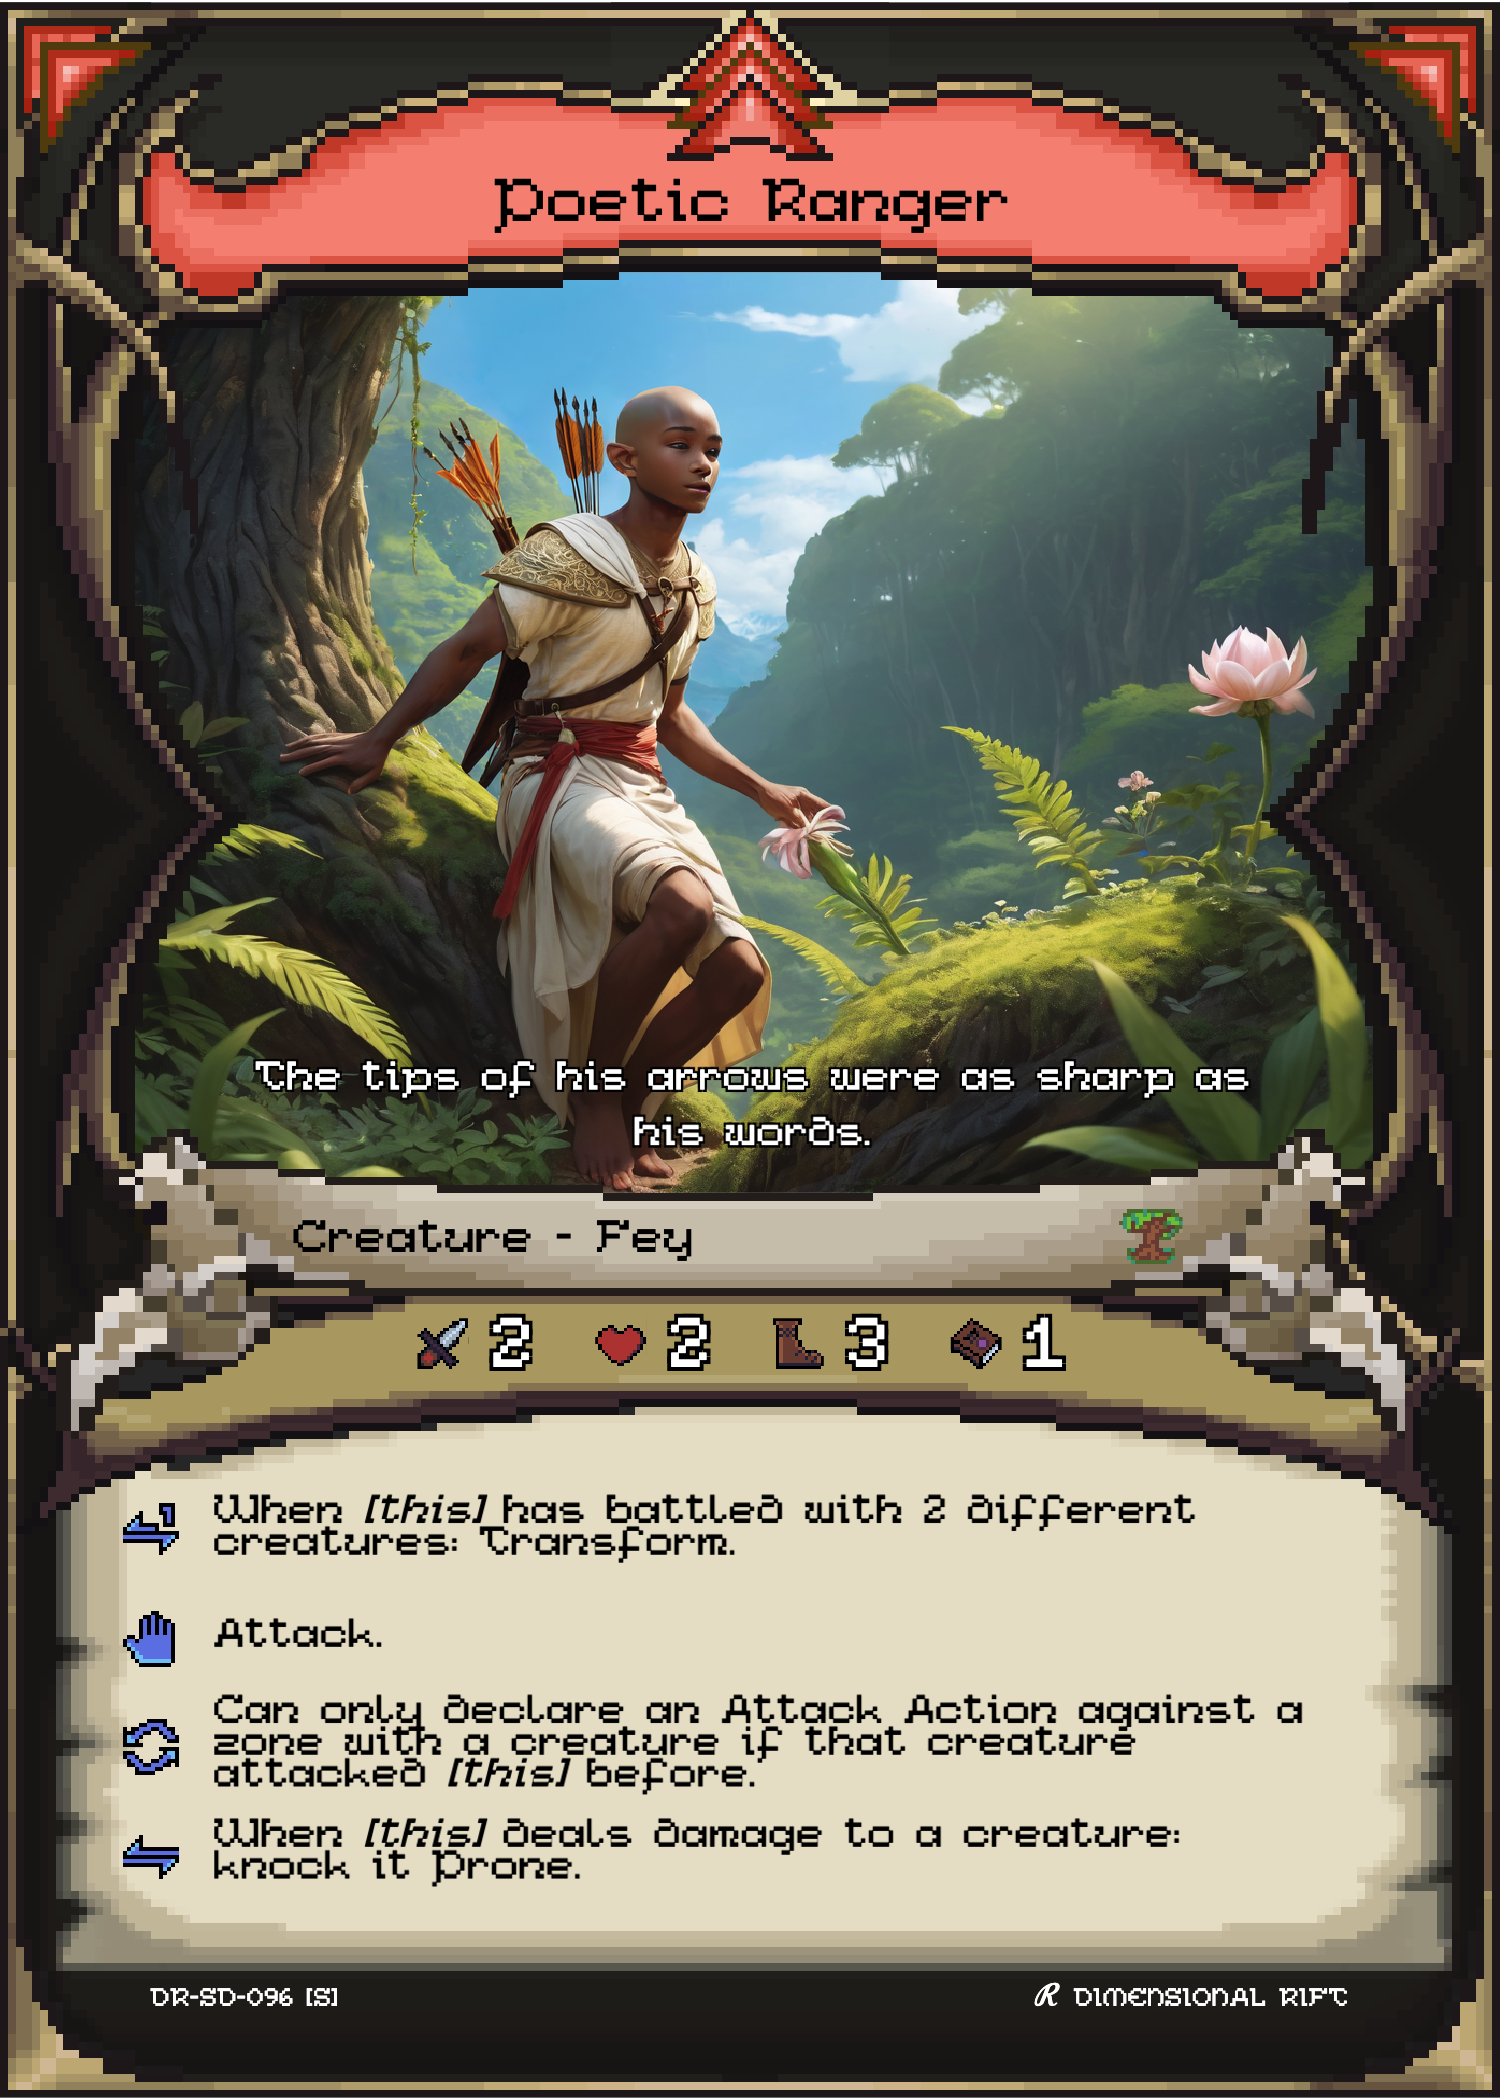 Poetic Ranger
The tips of his arrows were as sharp as
his words.
Creature - Fey
2 2 3 1
When [this] has battled with 2 different
creatures: Transform.
Attack.
Can only declare an Attack Action against a
zone with a creature if that creature
attacked [this] before.
When [this] deals damage to a creature:
knock it Prone.
DR-SD-096 [S]
R DIMENSIONAL RIFT